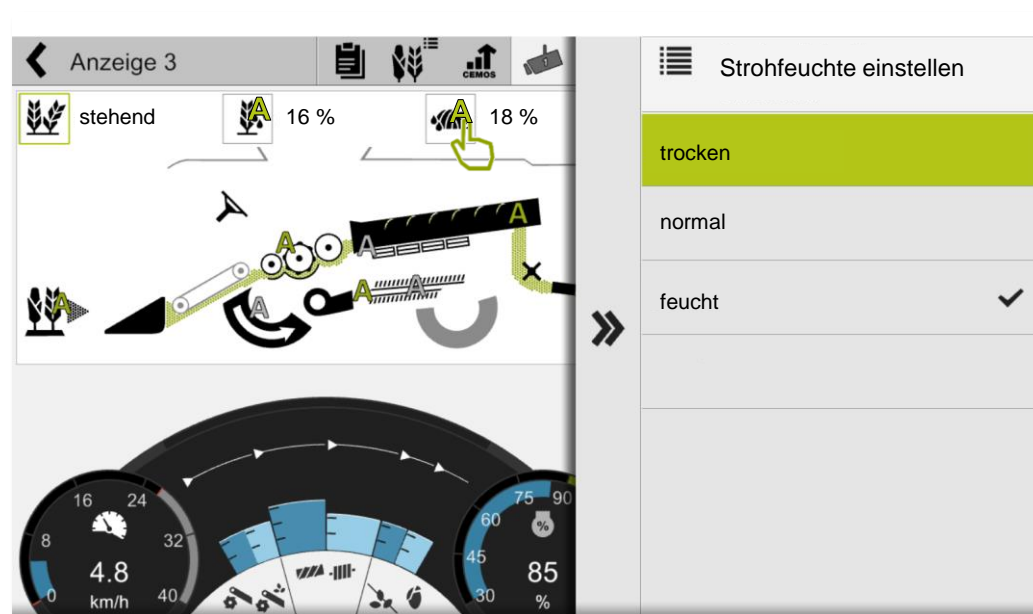 Anzeige 3
CEMOS
stehend
A
16 %
A
18 %
A
A
A
A
A
A
A
A
16
24
8
32
0
40
4.8
km/h
75
90
60
45
30
%
85
%
Strohfeuchte einstellen
trocken
normal
feucht